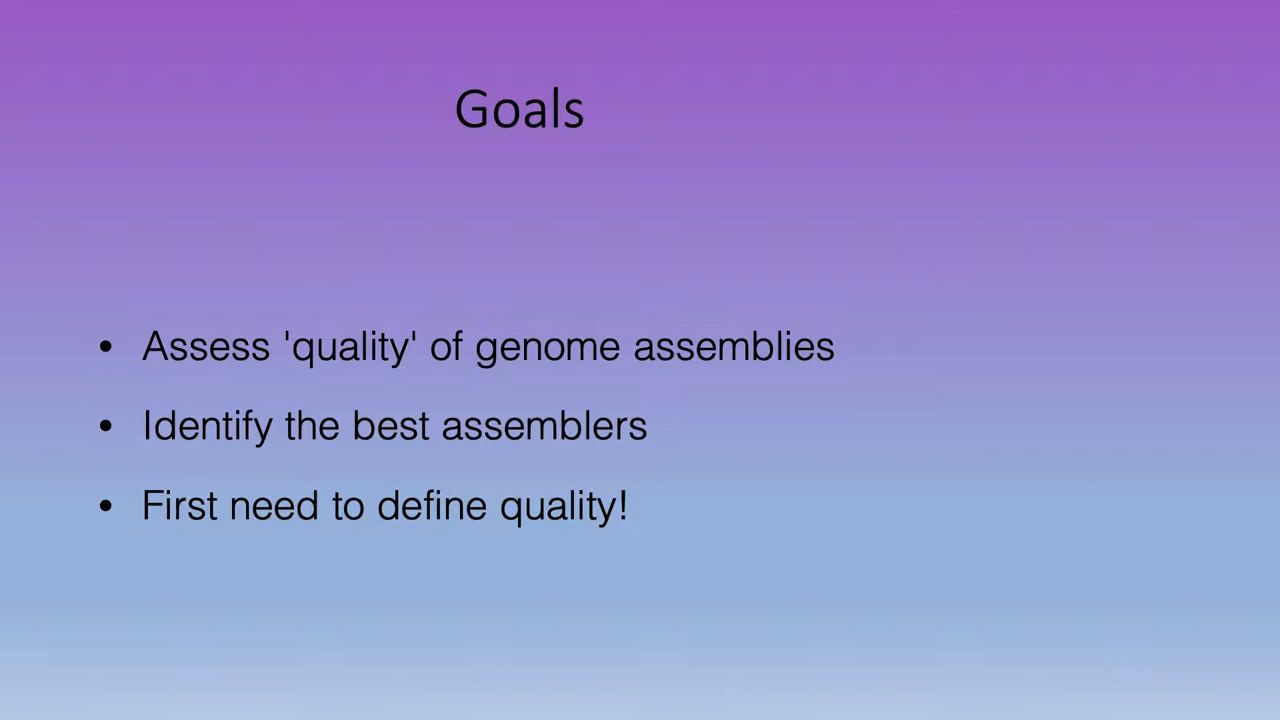 Goals
• Assess 'quality' of genome assemblies
• Identify the best assemblers
• First need to define quality!